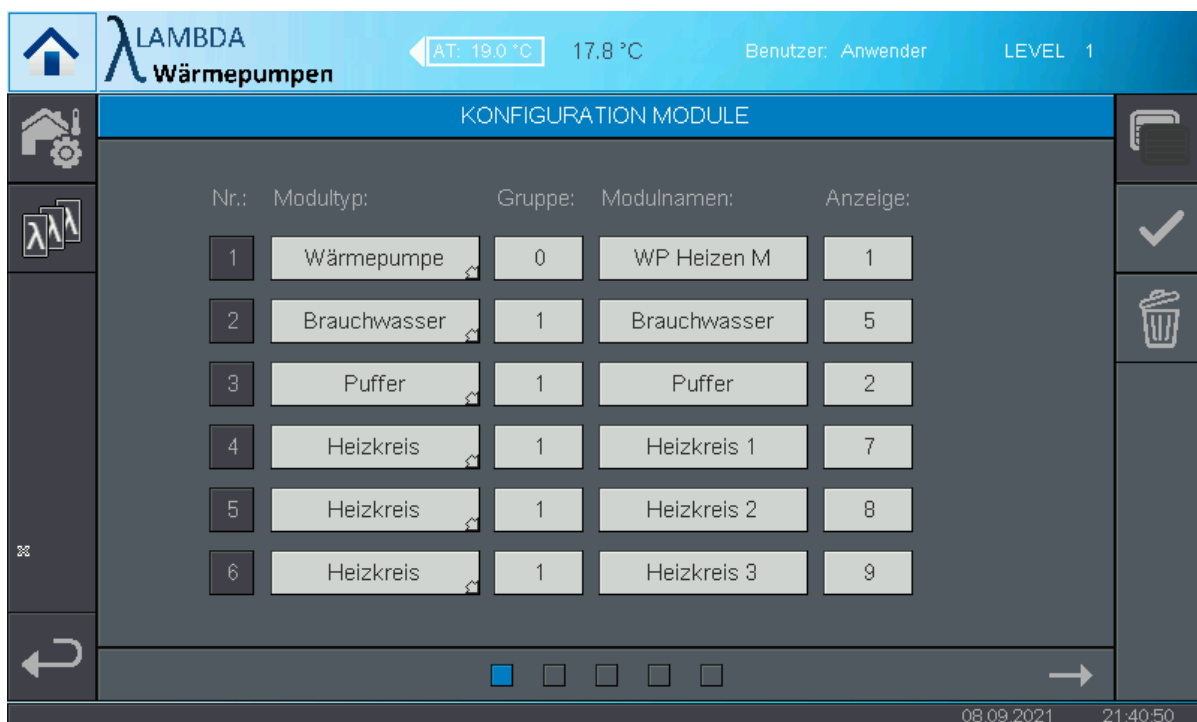 λ LAMBDA
Wärmepumpen
AT: 19.0 °C 17.8 °C Benutzer: Anwender LEVEL 1
KONFIGURATION MODULE
Nr.: Modultyp: Gruppe: Modulnamen: Anzeige:
1 Wärmepumpe 0 WP Heizen M 1
2 Brauchwasser 1 Brauchwasser 5
3 Puffer 1 Puffer 2
4 Heizkreis 1 Heizkreis 1 7
5 Heizkreis 1 Heizkreis 2 8
6 Heizkreis 1 Heizkreis 3 9
λλλ
08.09.2021 21:40:50